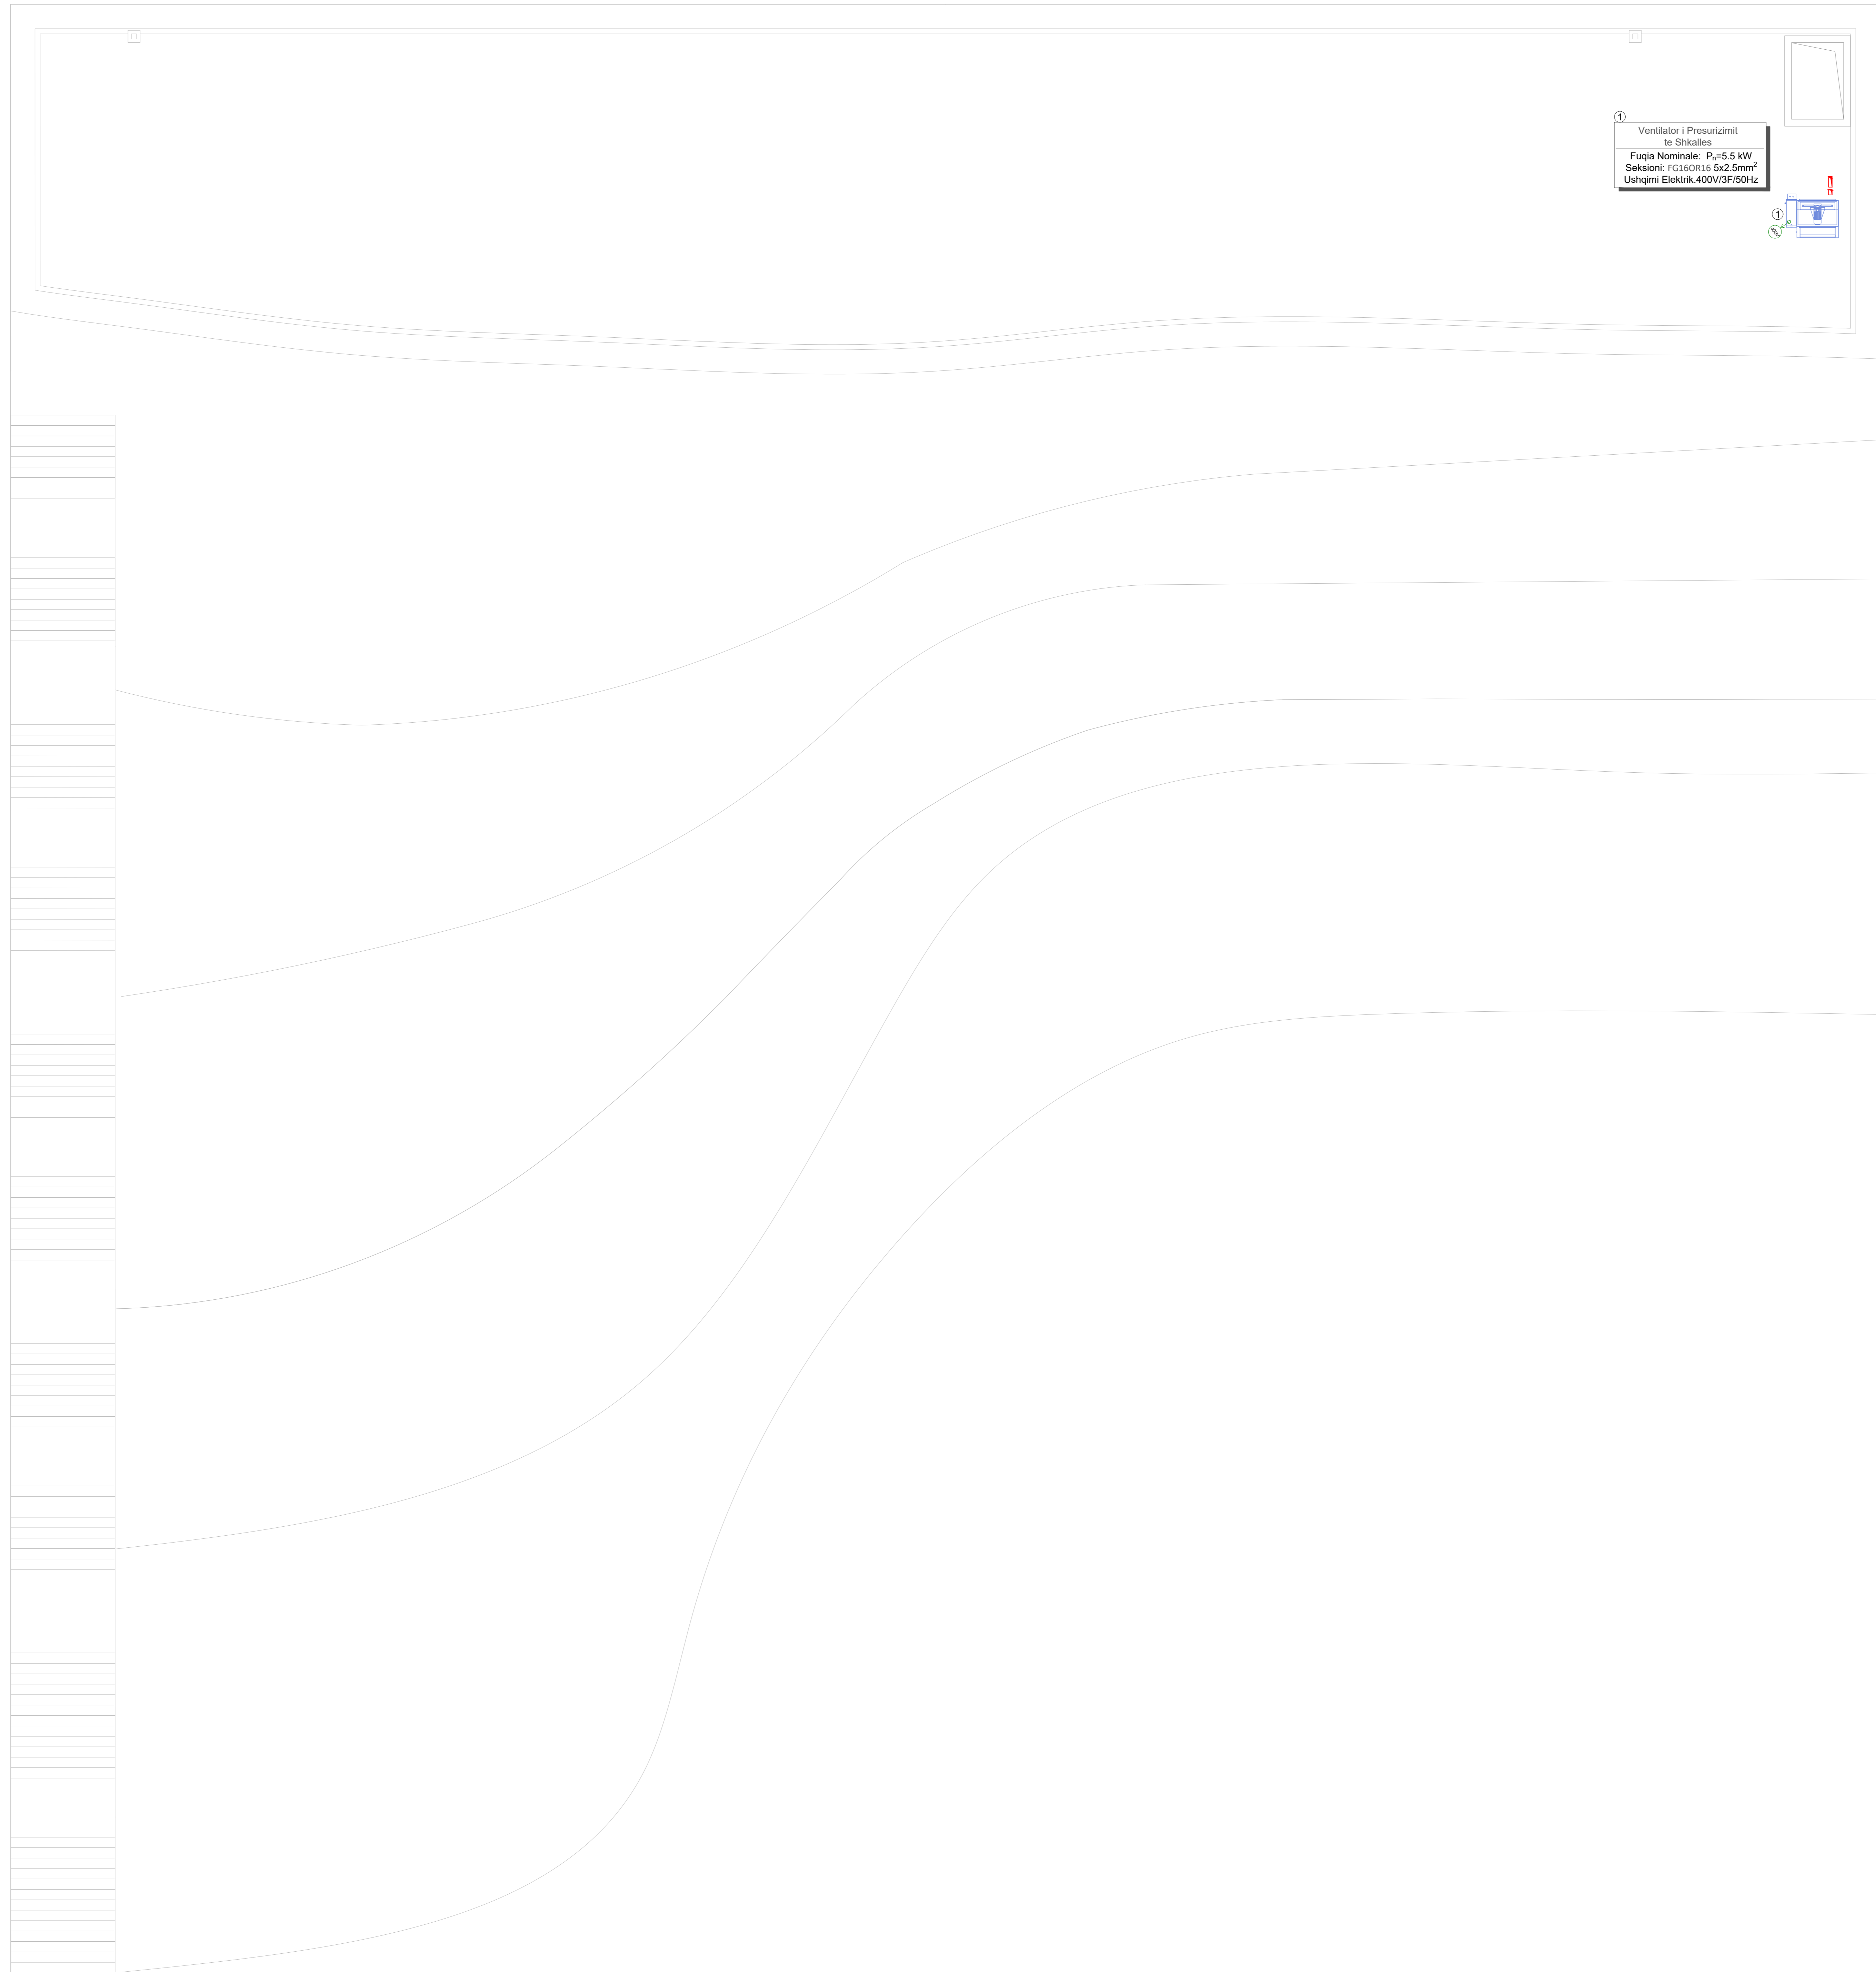 1
Ventilator i Presurizimit
te Shkalles
Fuqia Nominale: Pn=5.5 kW
Seksioni: FG16OR16 5x2.5mm²
Ushqimi Elektrik.400V/3F/50Hz
1
400V